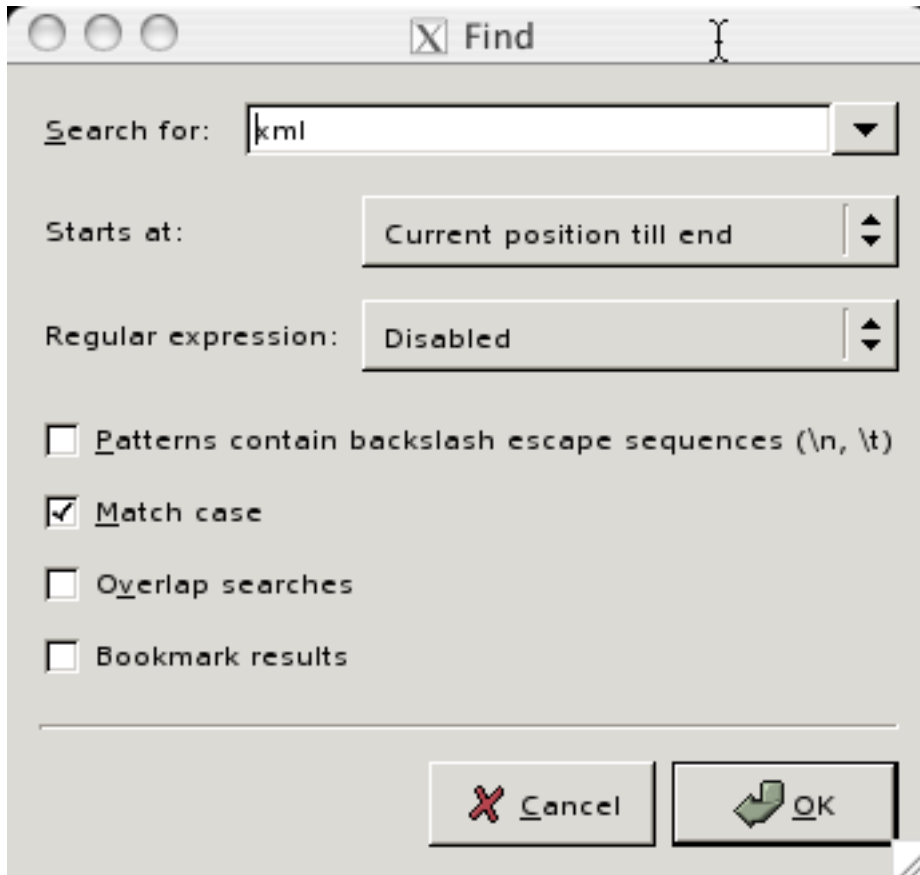 Find
Search for: xml
Starts at: Current position till end
Regular expression: Disabled
Patterns contain backslash escape sequences (\n, \t)
Match case
Overlap searches
Bookmark results
Cancel OK